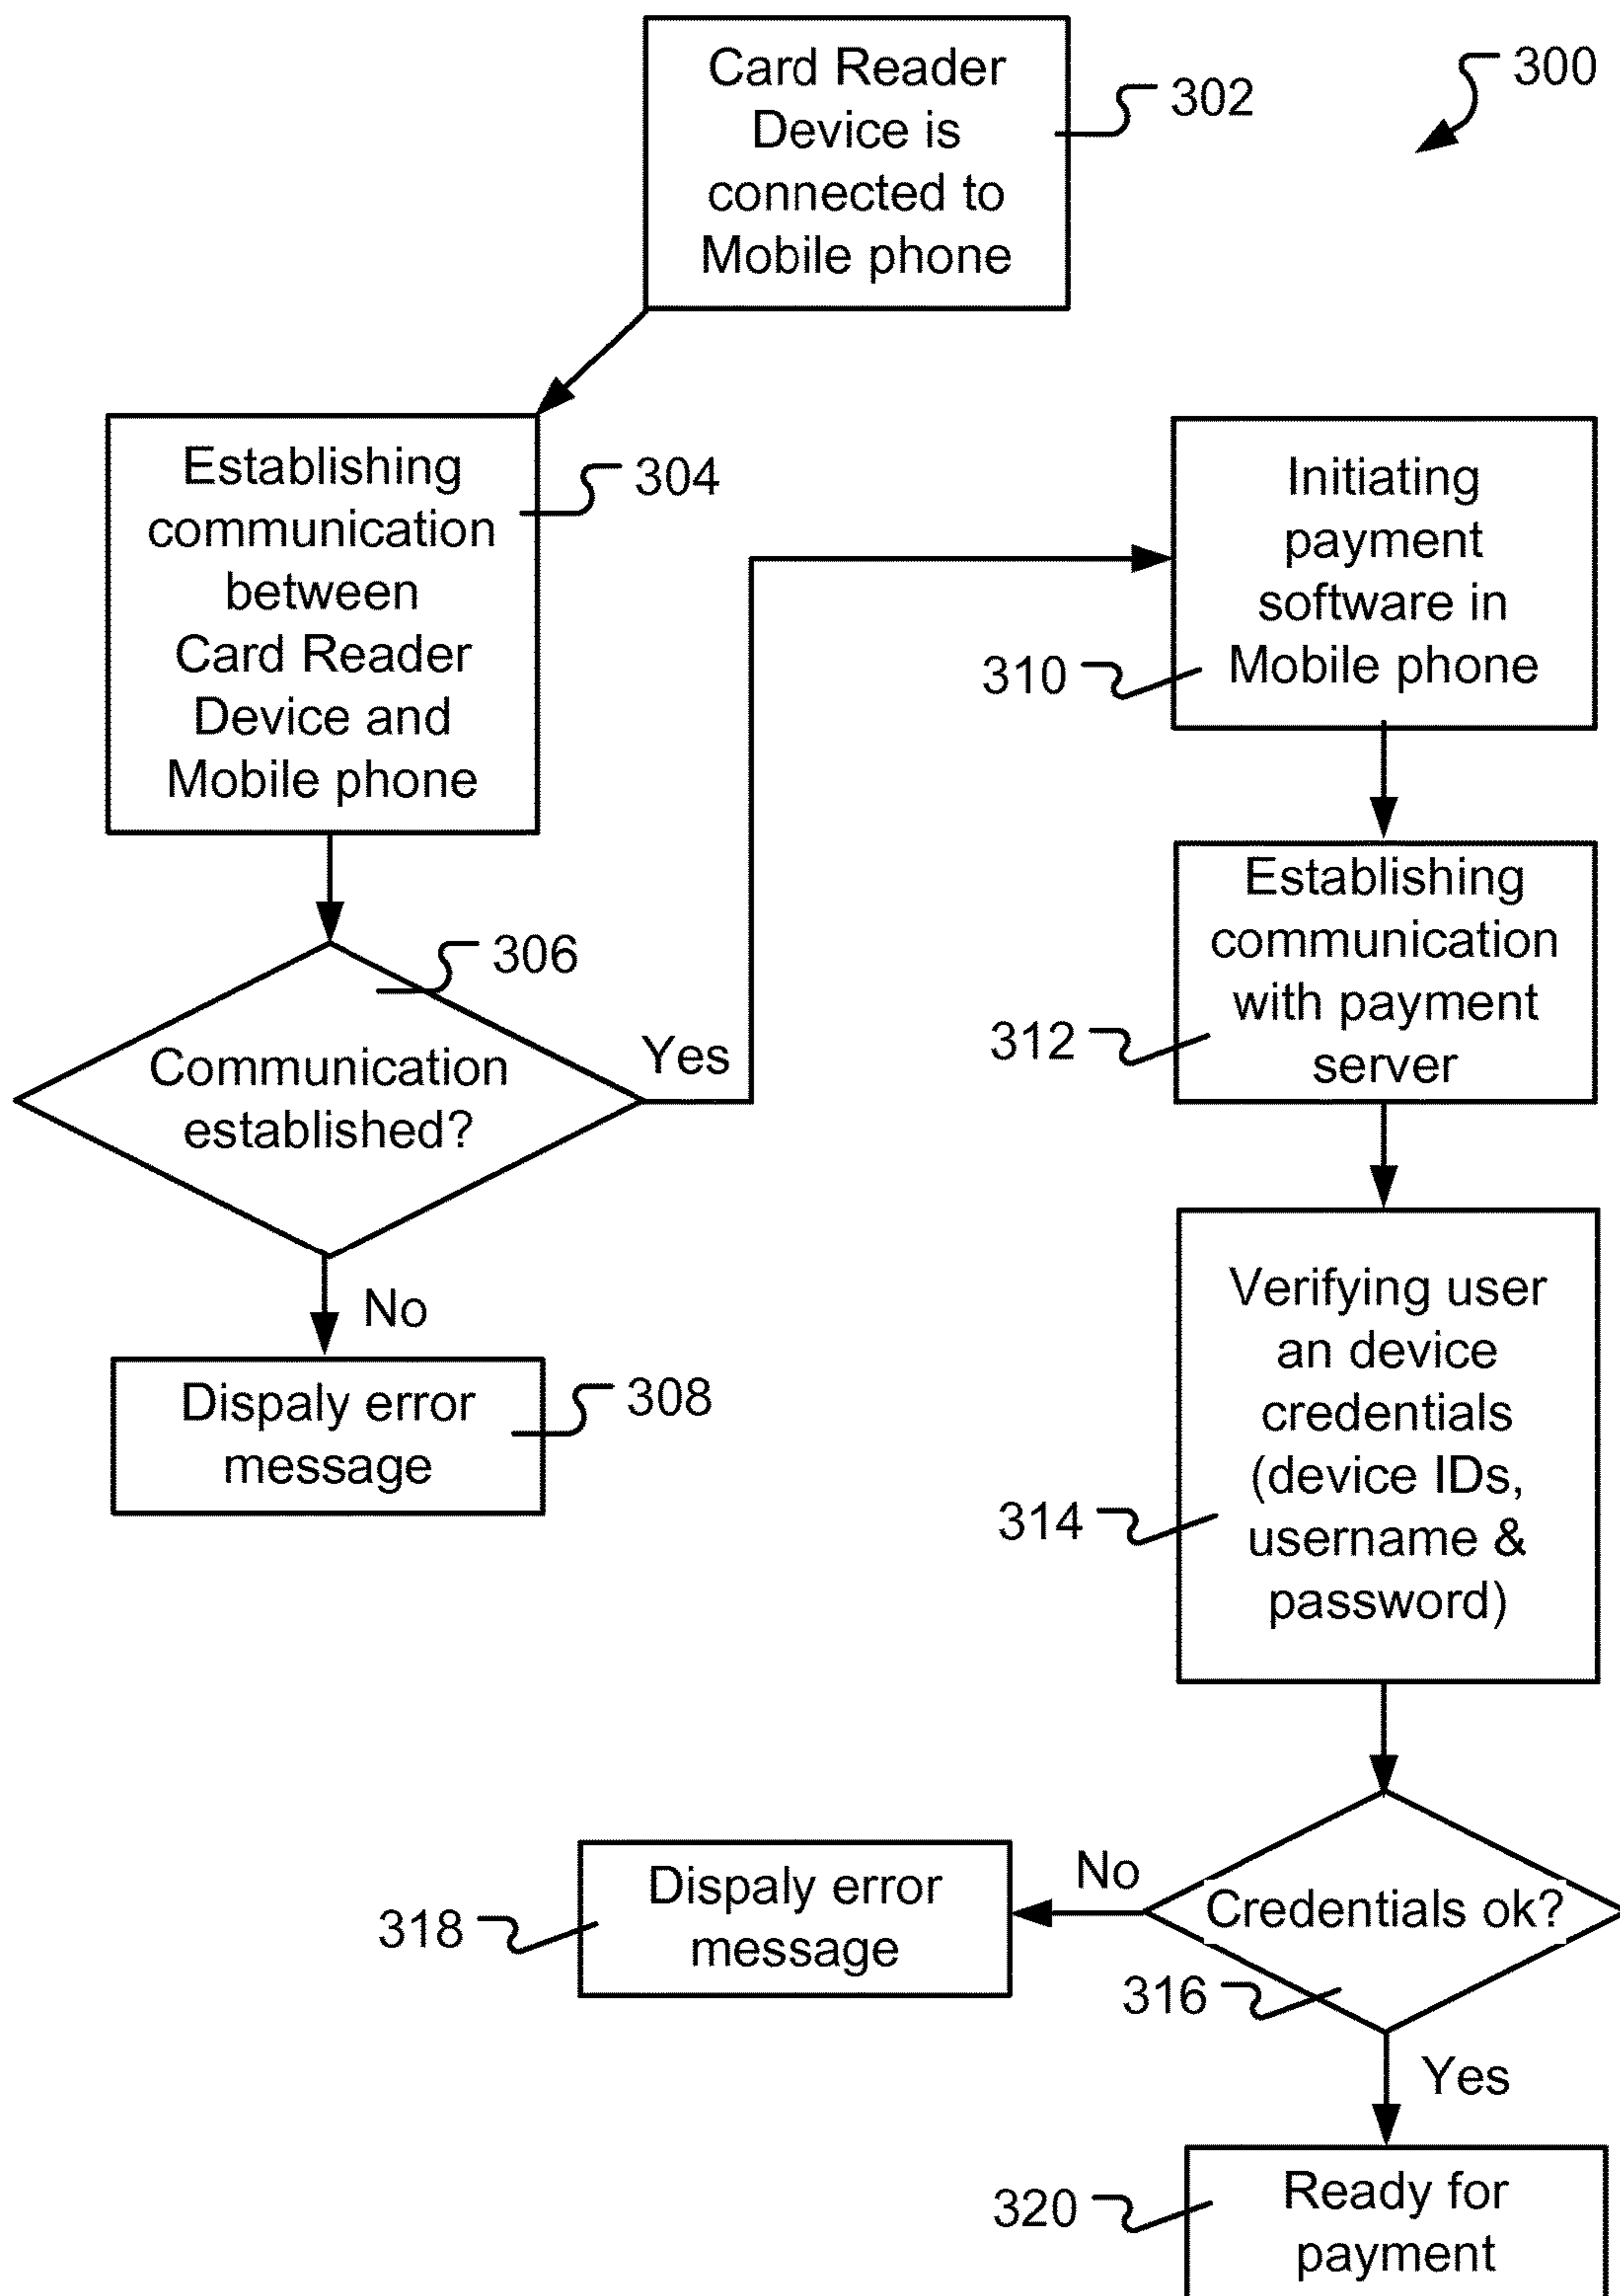 Card Reader
Device is
connected to
Mobile phone
302
300
Establishing
communication
between
Card Reader
Device and
Mobile phone
304
Communication
established?
306
Yes
No
Dispaly error
message
308
Initiating
payment
software in
Mobile phone
310
Establishing
communication
with payment
server
312
Verifying user
an device
credentials
(device IDs,
username &
password)
314
Credentials ok?
316
No
Dispaly error
message
318
Yes
Ready for
payment
320